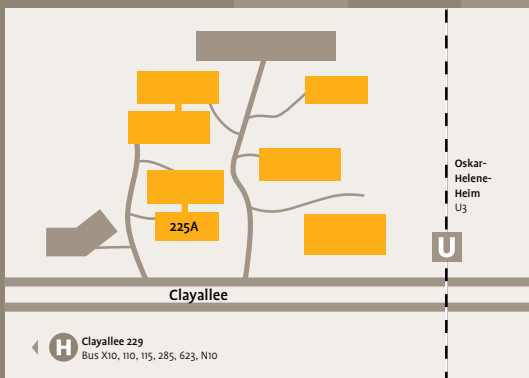 225A
Oskar-
Helene-
Heim
U3
U
Clayallee
H
Clayallee 229
Bus X10, 110, 115, 285, 623, N10